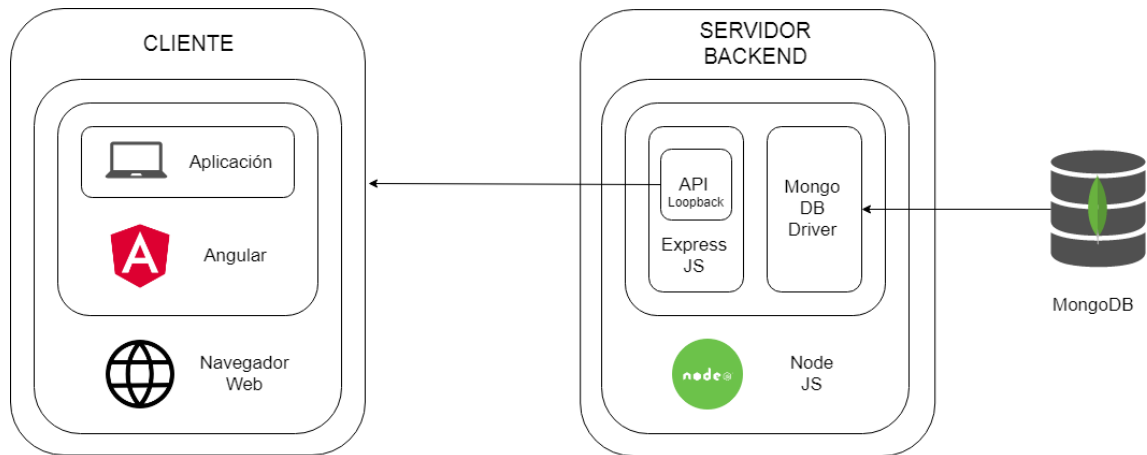 CLIENTE
Aplicación
A
Angular
Navegador
Web
SERVIDOR
BACKEND
API
Loopback
Express
JS
Mongo
DB
Driver
node
Node
JS
MongoDB